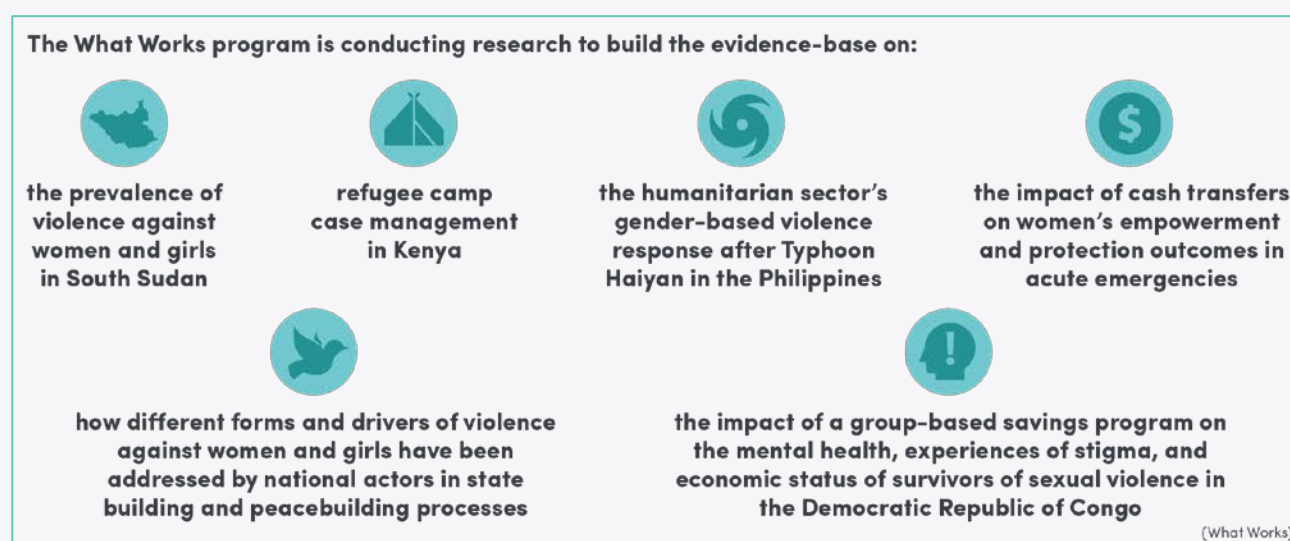 The What Works program is conducting research to build the evidence-base on:
the prevalence of
violence against
women and girls
in South Sudan
refugee camp
case management
in Kenya
the humanitarian sector's
gender-based violence
response after Typhoon
Haiyan in the Philippines
$
the impact of cash transfers
on women's empowerment
and protection outcomes in
acute emergencies
how different forms and drivers of violence
against women and girls have been
addressed by national actors in state
building and peacebuilding processes
!
the impact of a group-based savings program on
the mental health, experiences of stigma, and
economic status of survivors of sexual violence in
the Democratic Republic of Congo
(What Works)